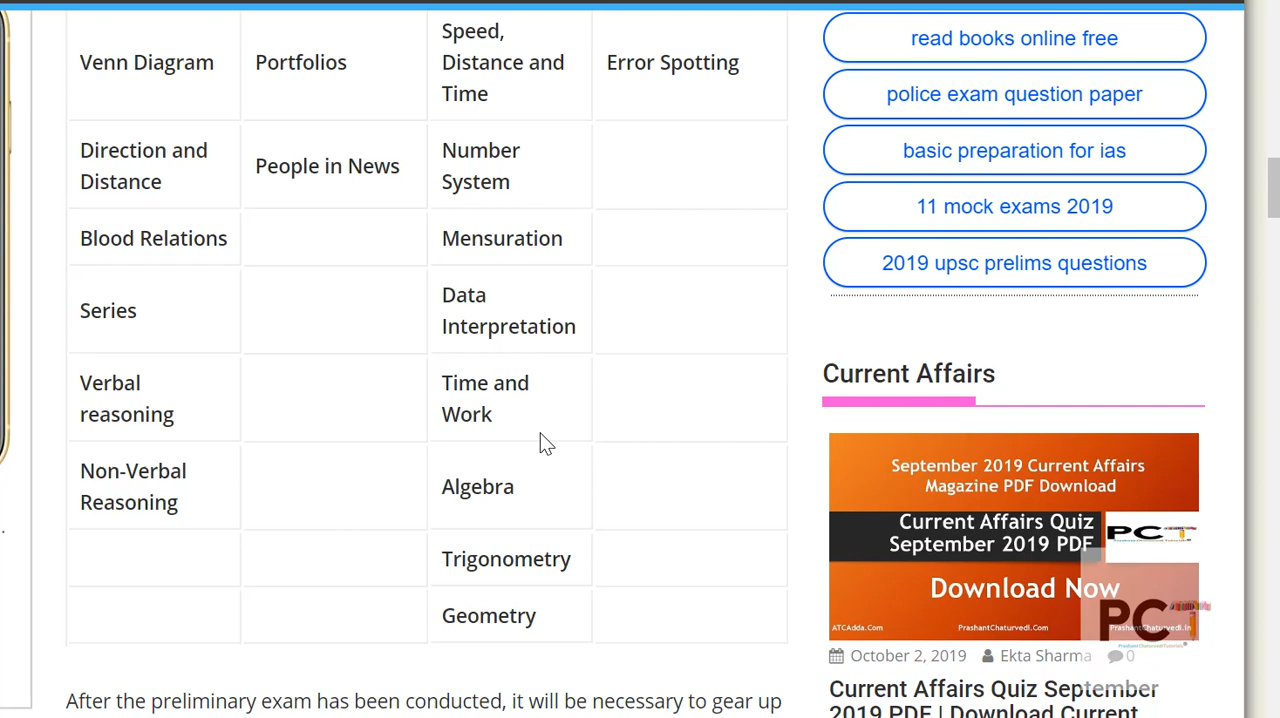 Venn Diagram
Portfolios
Speed,
Distance and
Time
Error Spotting
Direction and
Distance
People in News
Number
System
Blood Relations
Mensuration
Series
Data
Interpretation
Verbal
reasoning
Time and
Work
Non-Verbal
Reasoning
Algebra
Trigonometry
Geometry
After the preliminary exam has been conducted, it will be necessary to gear up
read books online free
police exam question paper
basic preparation for ias
11 mock exams 2019
2019 upsc prelims questions
Current Affairs
September 2019 Current Affairs
Magazine PDF Download
Current Affairs Quiz
September 2019 PDF
PCT
Download Now
ATCAdda.Com
PrashantChaturvedi.Com
PrashantChaturvedi.In
PCT
October 2, 2019
Ekta Sharma
0
Current Affairs Quiz September
2019 PDF | Download Current